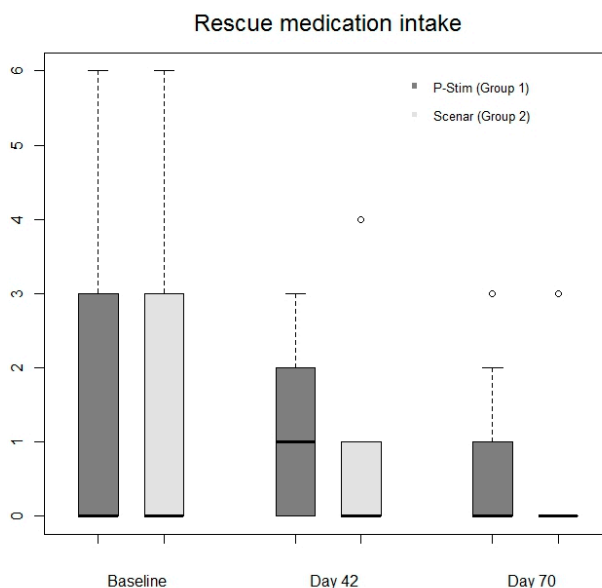 Rescue medication intake
P-Stim (Group 1)
Scenar (Group 2)
6
5
4
3
2
1
0
Baseline
Day 42
Day 70